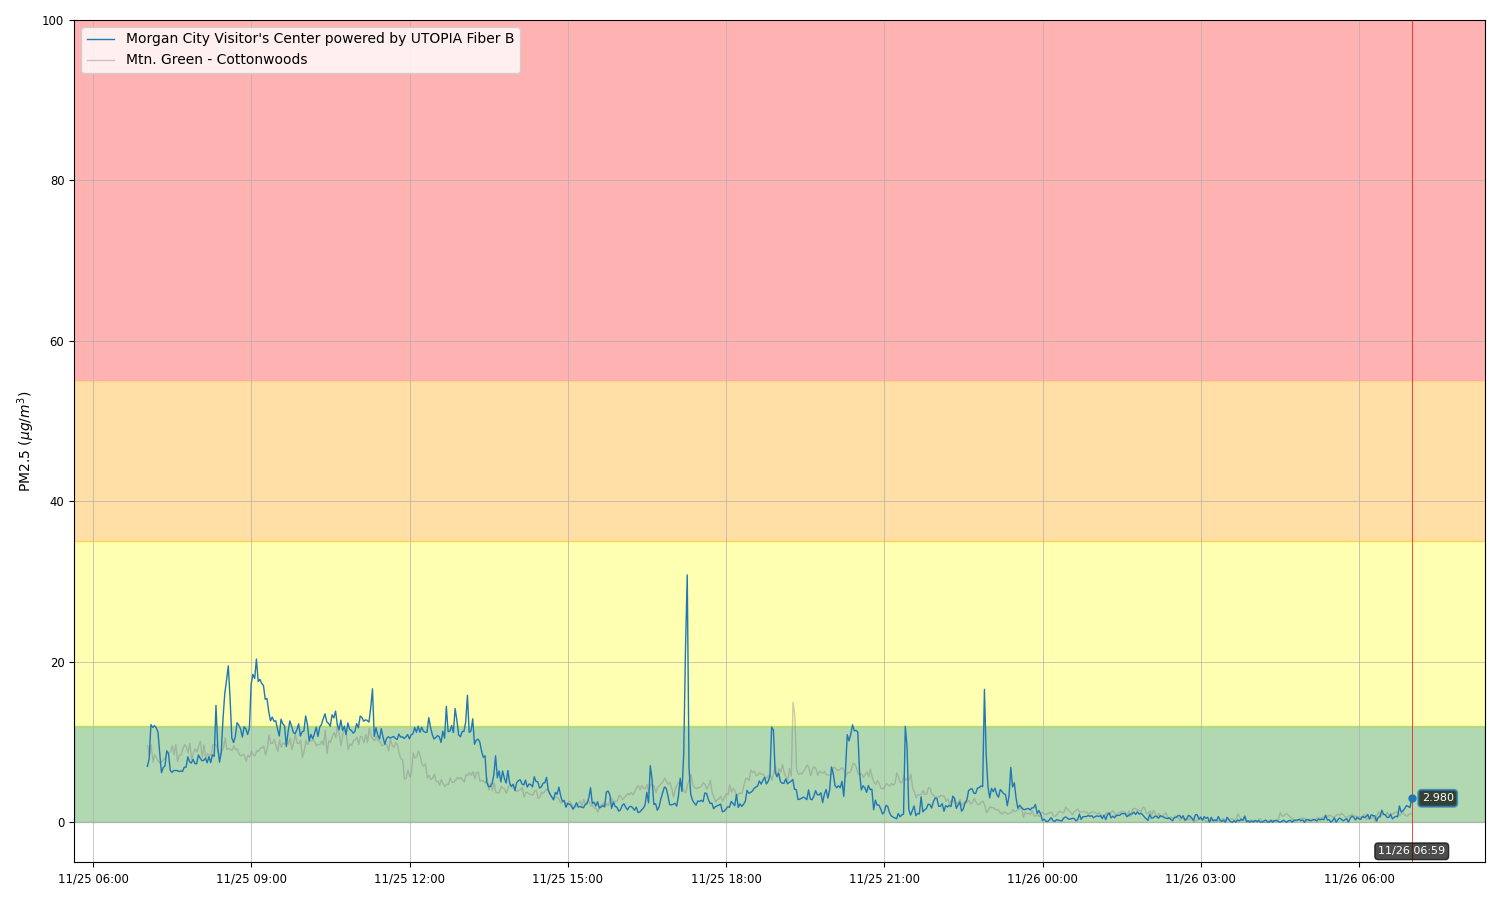 100
80
60
40
20
0
PM2.5 (μg/m³)
Morgan City Visitor's Center powered by UTOPIA Fiber B
Mtn. Green - Cottonwoods
2.980
11/26 06:59
11/25 06:00 11/25 09:00 11/25 12:00 11/25 15:00 11/25 18:00 11/25 21:00 11/26 00:00 11/26 03:00 11/26 06:00